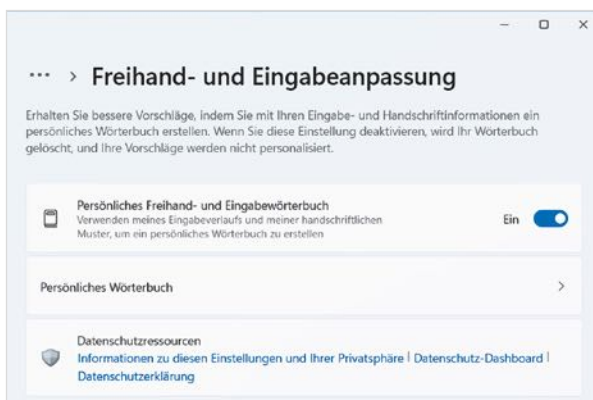 ··· > Freihand- und Eingabeanpassung
Erhalten Sie bessere Vorschläge, indem Sie mit Ihren Eingabe- und Handschriftinformationen ein
persönliches Wörterbuch erstellen. Wenn Sie diese Einstellung deaktivieren, wird Ihr Wörterbuch
gelöscht, und Ihre Vorschläge werden nicht personalisiert.
Persönliches Freihand- und Eingabewörterbuch
Verwenden meines Eingabeverlaufs und meiner handschriftlichen
Muster, um ein persönliches Wörterbuch zu erstellen
Ein
Persönliches Wörterbuch
Datenschutzressourcen
Informationen zu diesen Einstellungen und Ihrer Privatsphäre | Datenschutz-Dashboard |
Datenschutzerklärung